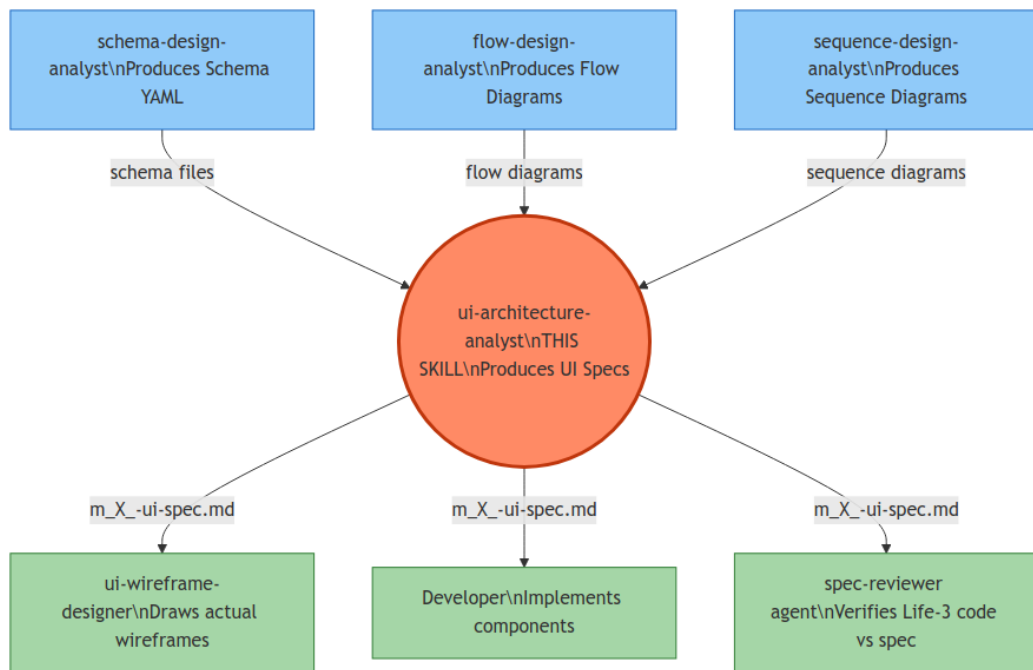 schema-design-
analyst\nProduces Schema
YAML
flow-design-
analyst\nProduces Flow
Diagrams
sequence-design-
analyst\nProduces
Sequence Diagrams
schema files
flow diagrams
sequence diagrams
ui-architecture-
analyst\nTHIS
SKILL\nProduces UI Specs
m_X_-ui-spec.md
m_X_-ui-spec.md
m_X_-ui-spec.md
ui-wireframe-
designer\nDraws actual
wireframes
Developer\nImplements
components
spec-reviewer
agent\nVerifies Life-3 code
vs spec